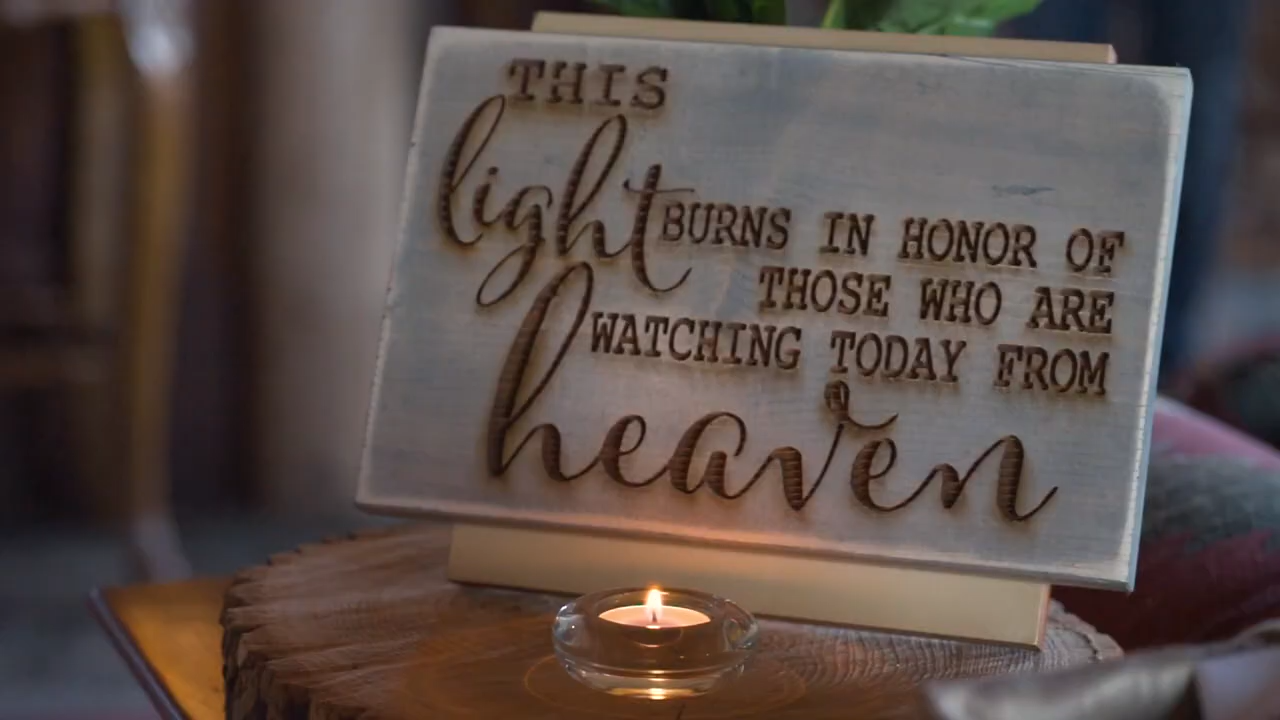 THIS
light BURNS IN HONOR OF
THOSE WHO ARE
WATCHING TODAY FROM
heaven